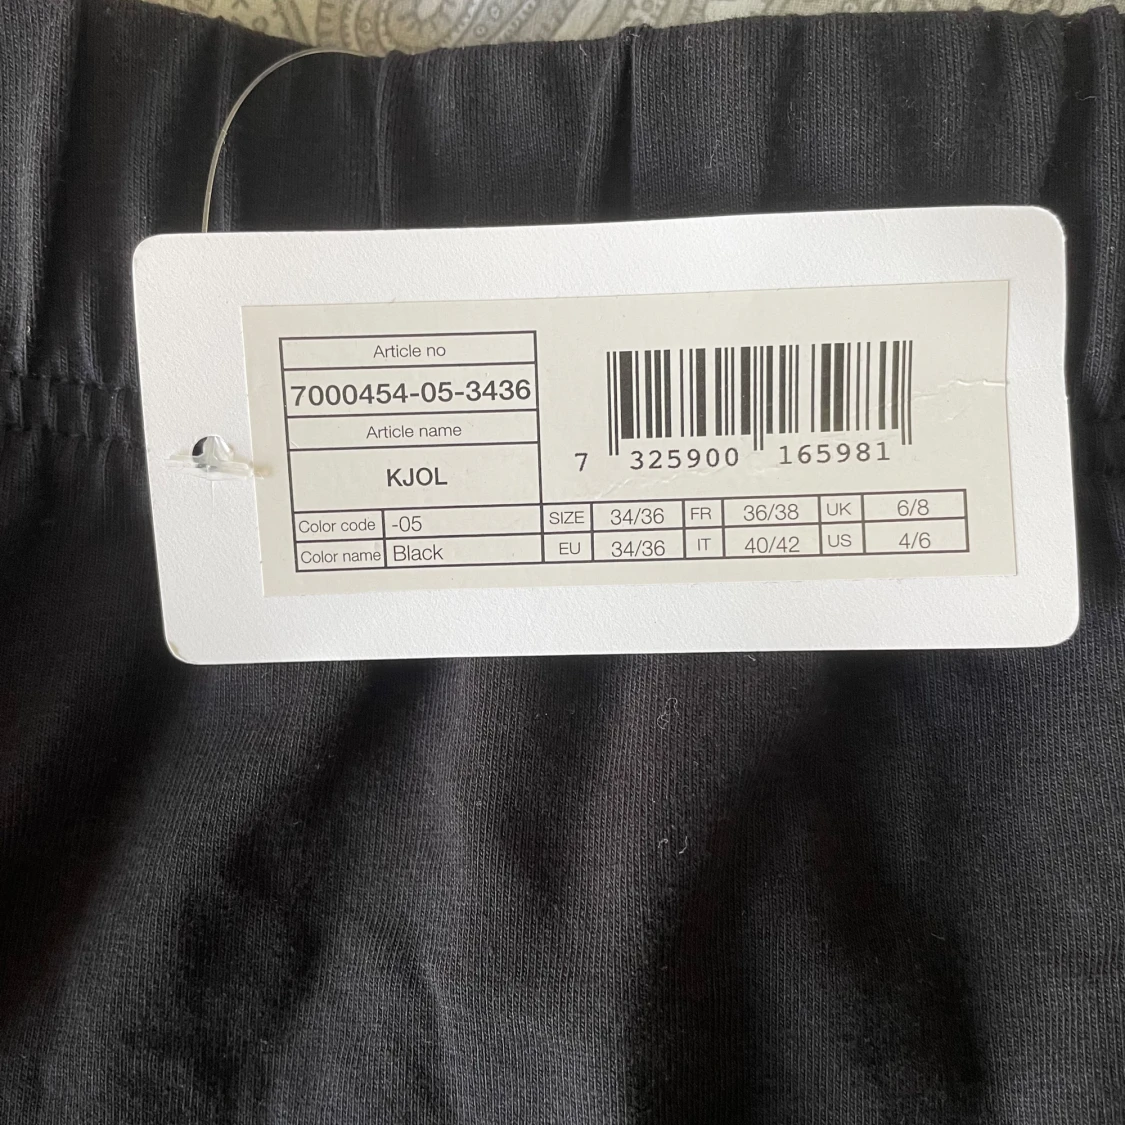 Article no
7000454-05-3436
Article name
KJOL
7 325900 165981
Color code -05 SIZE 34/36 FR 36/38 UK 6/8
Color name Black EU 34/36 IT 40/42 US 4/6